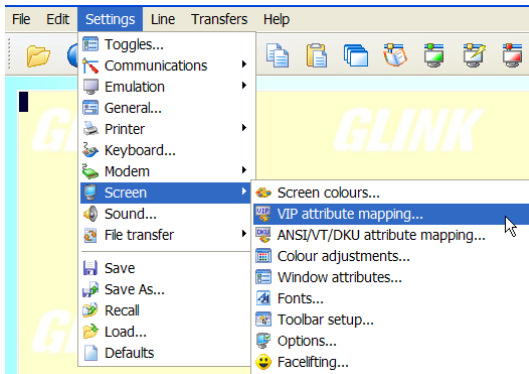 File Edit Settings Line Transfers Help
Toggles...
Communications
Emulation
General...
Printer
Keyboard...
Modem
Screen
Sound...
File transfer
Save
Save As...
Recall
Load...
Defaults
Screen colours...
VIP attribute mapping...
ANSI/VT/DKU attribute mapping...
Colour adjustments...
Window attributes...
Fonts...
Toolbar setup...
Options...
Facelifting...
GLINK